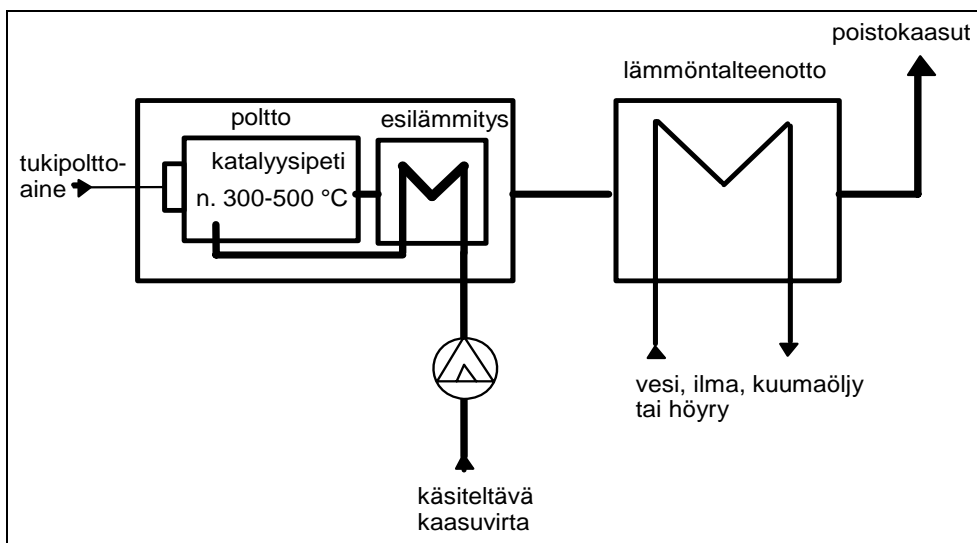 poistokaasut
lämmöntalteenotto
poltto
esilämmitys
tukipoltto-
aine
katalyysipeti
n. 300-500 °C
vesi, ilma, kuumaöljy
tai höyry
käsiteltävä
kaasuvirta